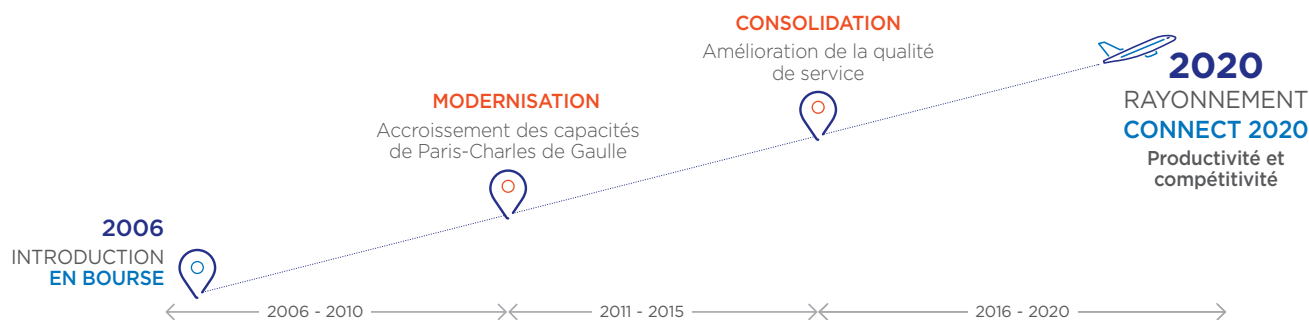 2006
INTRODUCTION
EN BOURSE
MODERNISATION
Accroissement des capacités
de Paris-Charles de Gaulle
CONSOLIDATION
Amélioration de la qualité
de service
2020
RAYONNEMENT
CONNECT 2020
Productivité et
compétitivité
2006 - 2010
2011 - 2015
2016 - 2020